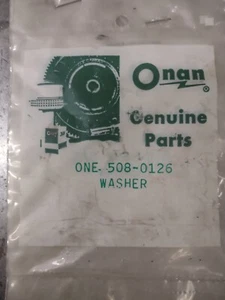 Onan
Genuine
Parts
ONE 508-0126
WASHER